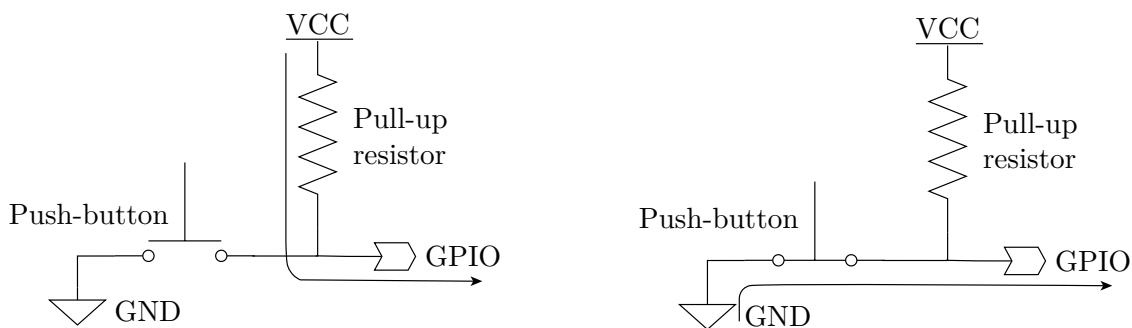 VCC
Pull-up
resistor
Push-button
GPIO
GND
VCC
Pull-up
resistor
Push-button
GPIO
GND